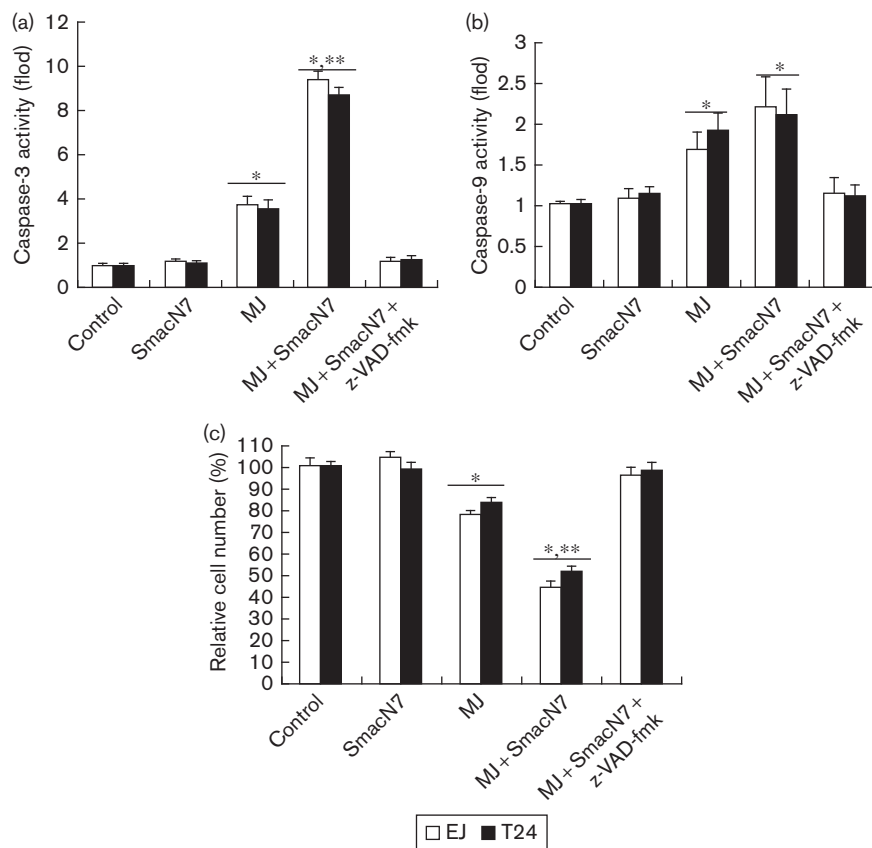 (a)
12
10
8
6
4
2
0
Caspase-3 activity (flod)
*
*,**
Control
SmacN7
MJ
MJ + SmacN7
MJ + SmacN7 +
z-VAD-fmk
(b)
3
2.5
2
1.5
1
0.5
0
Caspase-9 activity (flod)
*
*
Control
SmacN7
MJ
MJ + SmacN7
MJ + SmacN7 +
z-VAD-fmk
(c)
110
100
90
80
70
60
50
40
30
20
10
0
Relative cell number (%)
*
*,**
Control
SmacN7
MJ
MJ + SmacN7
MJ + SmacN7 +
z-VAD-fmk
EJ T24